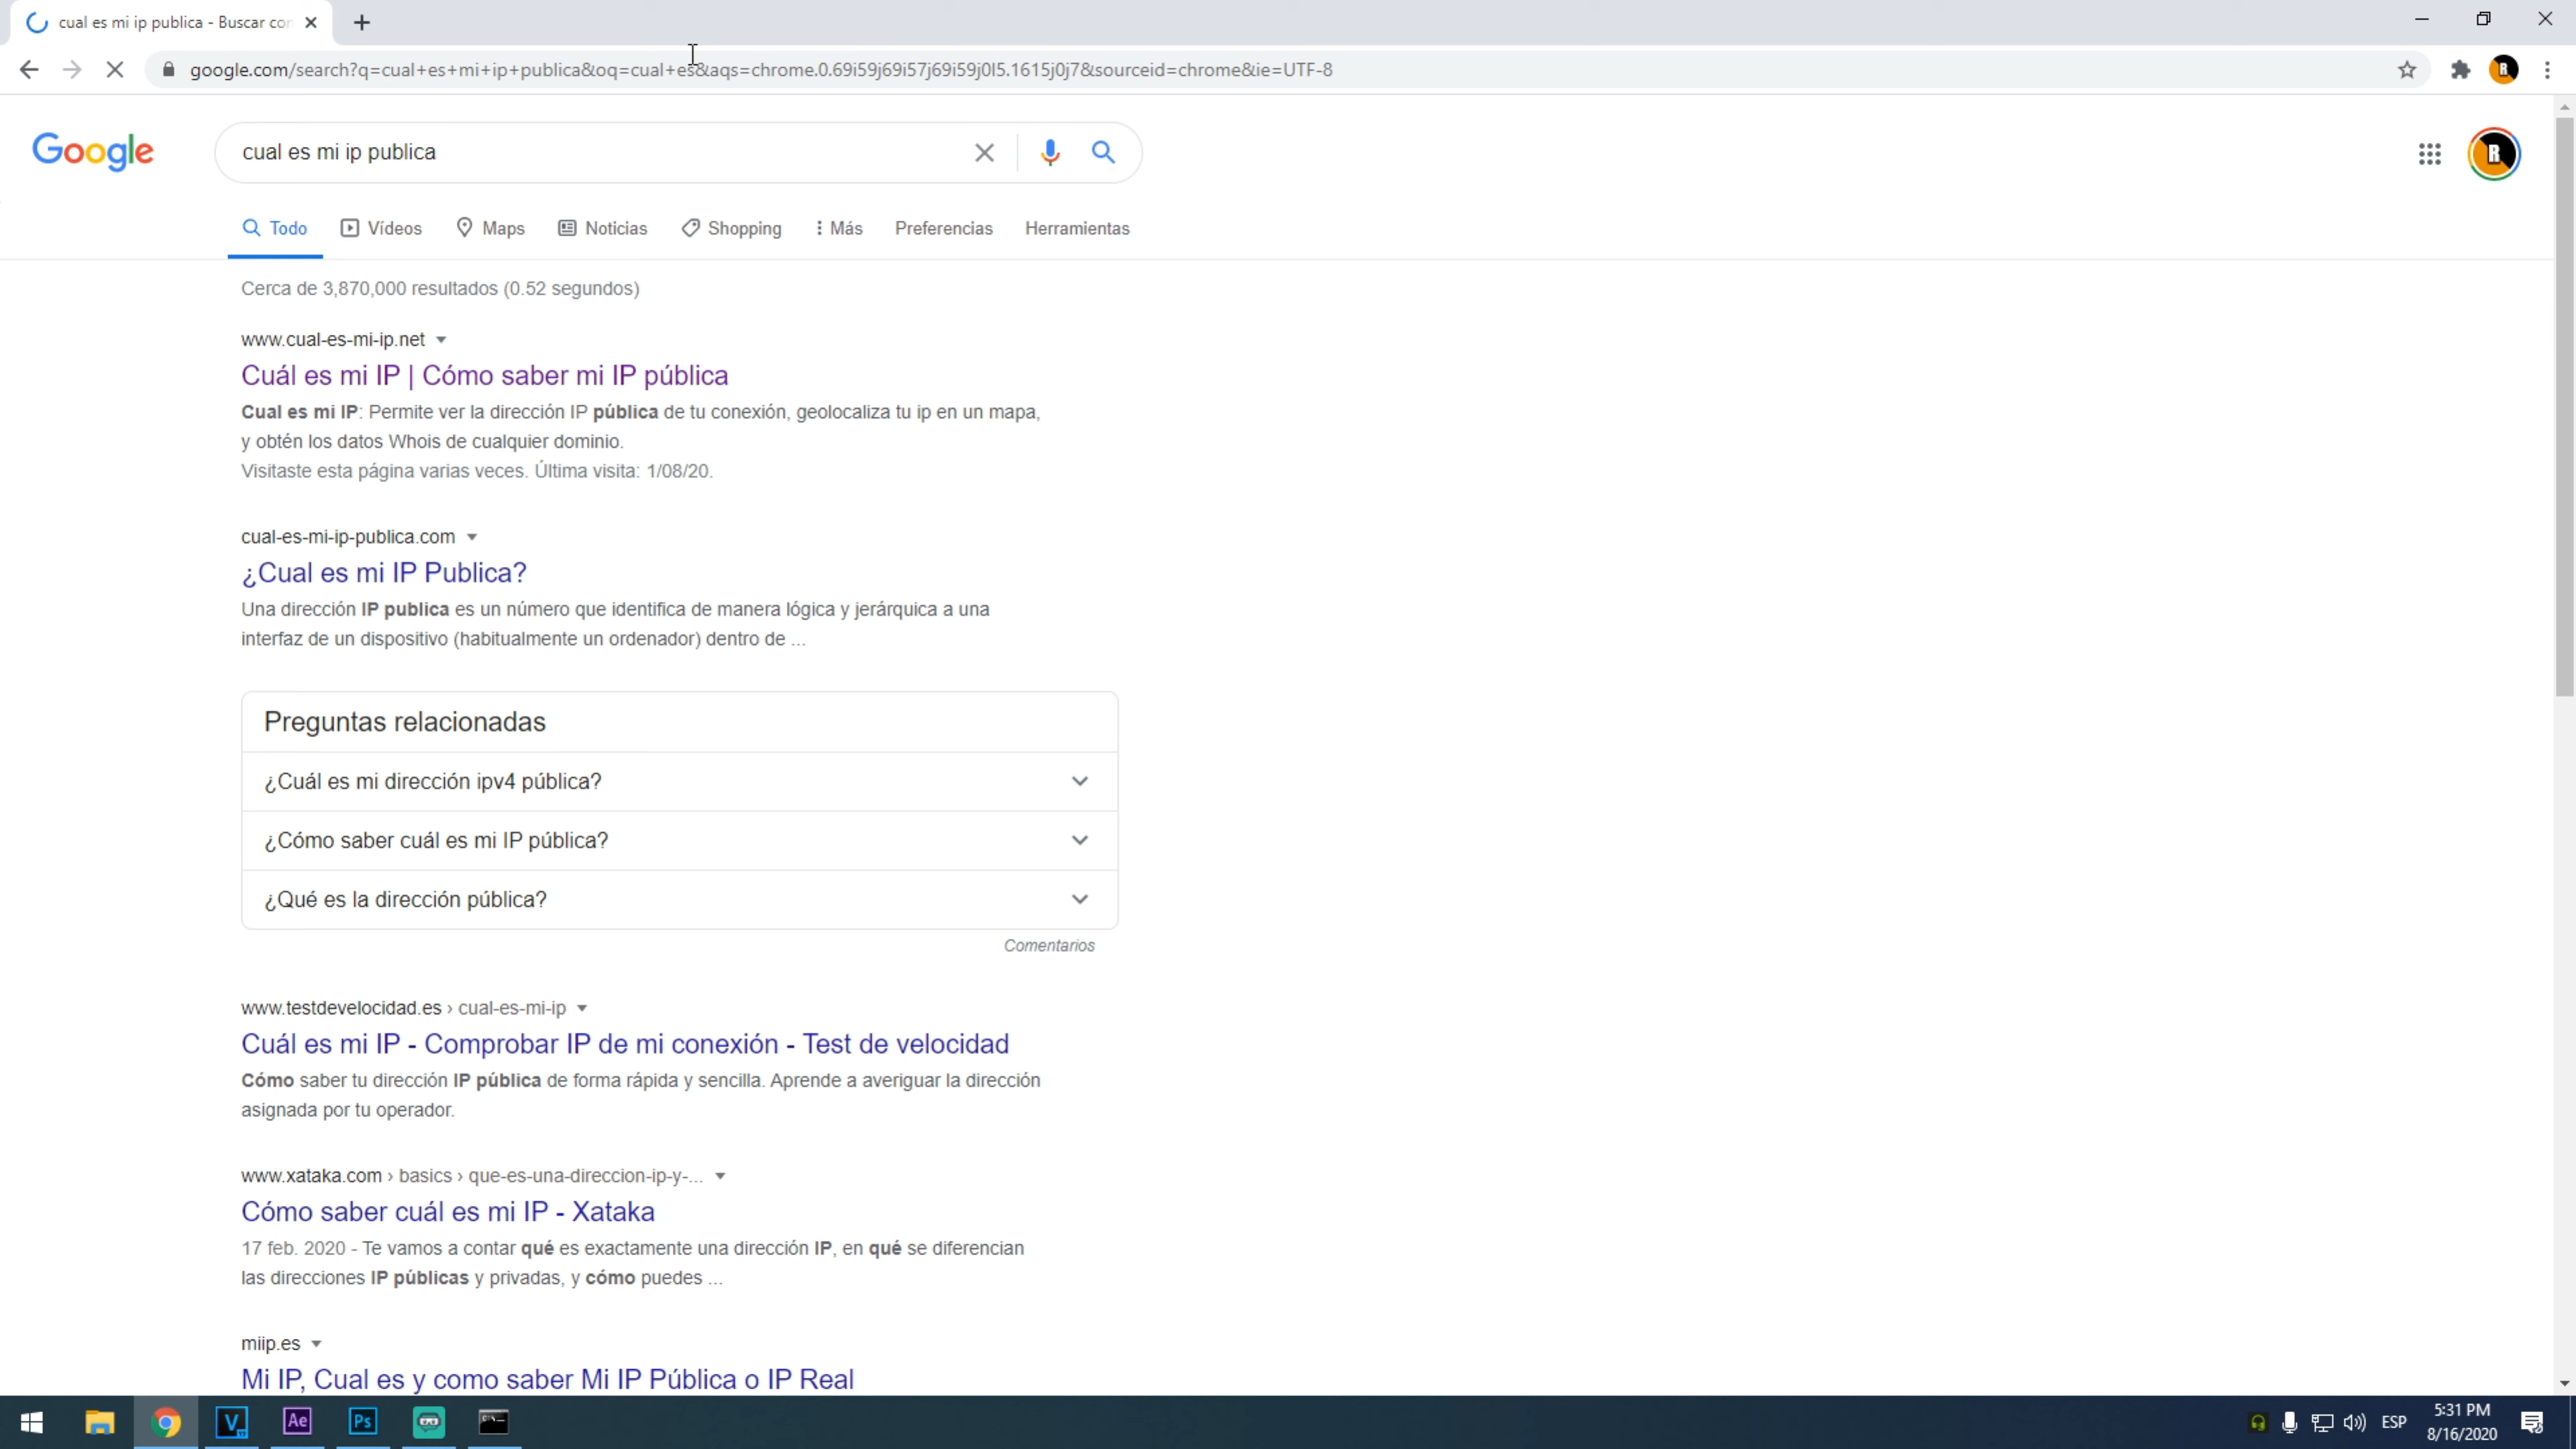 cual es mi ip publica - Buscar con
google.com/search?q=cual+es+mi+ip+publica&oq=cual+es&aqs=chrome.0.69i59j69i57j69i59j0l5.1615j0j7&sourceid=chrome&ie=UTF-8
R
Google
cual es mi ip publica
R
Todo
Vídeos
Maps
Noticias
Shopping
Más
Preferencias
Herramientas
Cerca de 3,870,000 resultados (0.52 segundos)
www.cual-es-mi-ip.net
Cuál es mi IP | Cómo saber mi IP pública
Cual es mi IP: Permite ver la dirección IP pública de tu conexión, geolocaliza tu ip en un mapa,
y obtén los datos Whois de cualquier dominio.
Visitaste esta página varias veces. Última visita: 1/08/20.
cual-es-mi-ip-publica.com
¿Cual es mi IP Publica?
Una dirección IP publica es un número que identifica de manera lógica y jerárquica a una
interfaz de un dispositivo (habitualmente un ordenador) dentro de ...
Preguntas relacionadas
¿Cuál es mi dirección ipv4 pública?
¿Cómo saber cuál es mi IP pública?
¿Qué es la dirección pública?
Comentarios
www.testdevelocidad.es › cual-es-mi-ip
Cuál es mi IP - Comprobar IP de mi conexión - Test de velocidad
Cómo saber tu dirección IP pública de forma rápida y sencilla. Aprende a averiguar la dirección
asignada por tu operador.
www.xataka.com › basics › que-es-una-direccion-ip-y-...
Cómo saber cuál es mi IP - Xataka
17 feb. 2020 - Te vamos a contar qué es exactamente una dirección IP, en qué se diferencian
las direcciones IP públicas y privadas, y cómo puedes ...
miip.es
Mi IP, Cual es y como saber Mi IP Pública o IP Real
V
Ae
Ps
ESP
5:31 PM
8/16/2020